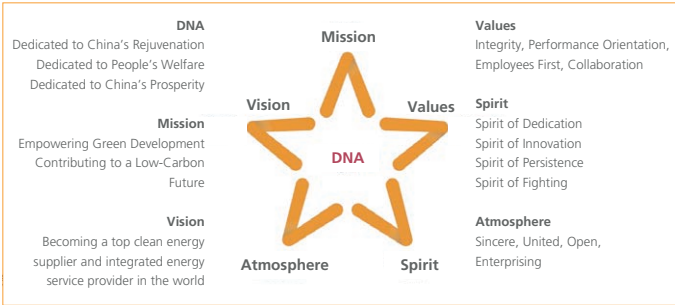 DNA
Dedicated to China's Rejuvenation
Dedicated to People's Welfare
Dedicated to China's Prosperity
Mission
Empowering Green Development
Contributing to a Low-Carbon
Future
Vision
Becoming a top clean energy
supplier and integrated energy
service provider in the world
Mission
Vision
Values
DNA
Atmosphere
Spirit
Values
Integrity, Performance Orientation,
Employees First, Collaboration
Spirit
Spirit of Dedication
Spirit of Innovation
Spirit of Persistence
Spirit of Fighting
Atmosphere
Sincere, United, Open,
Enterprising